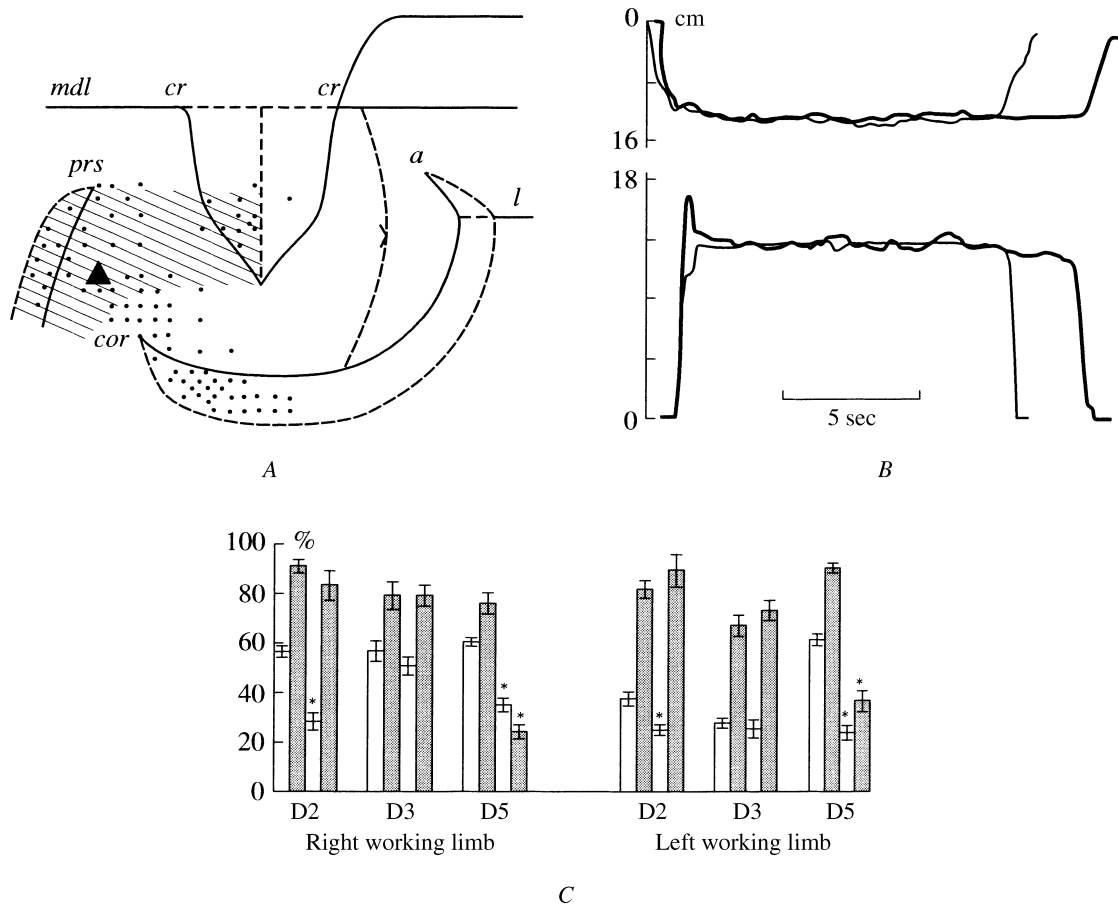 mdl
cr
cr
prs
a
l
cor
A
0
cm
16
18
0
5 sec
B
100
%
80
60
40
20
0
*
*
*
*
*
*
D2
D3
D5
D2
D3
D5
Right working limb
Left working limb
C